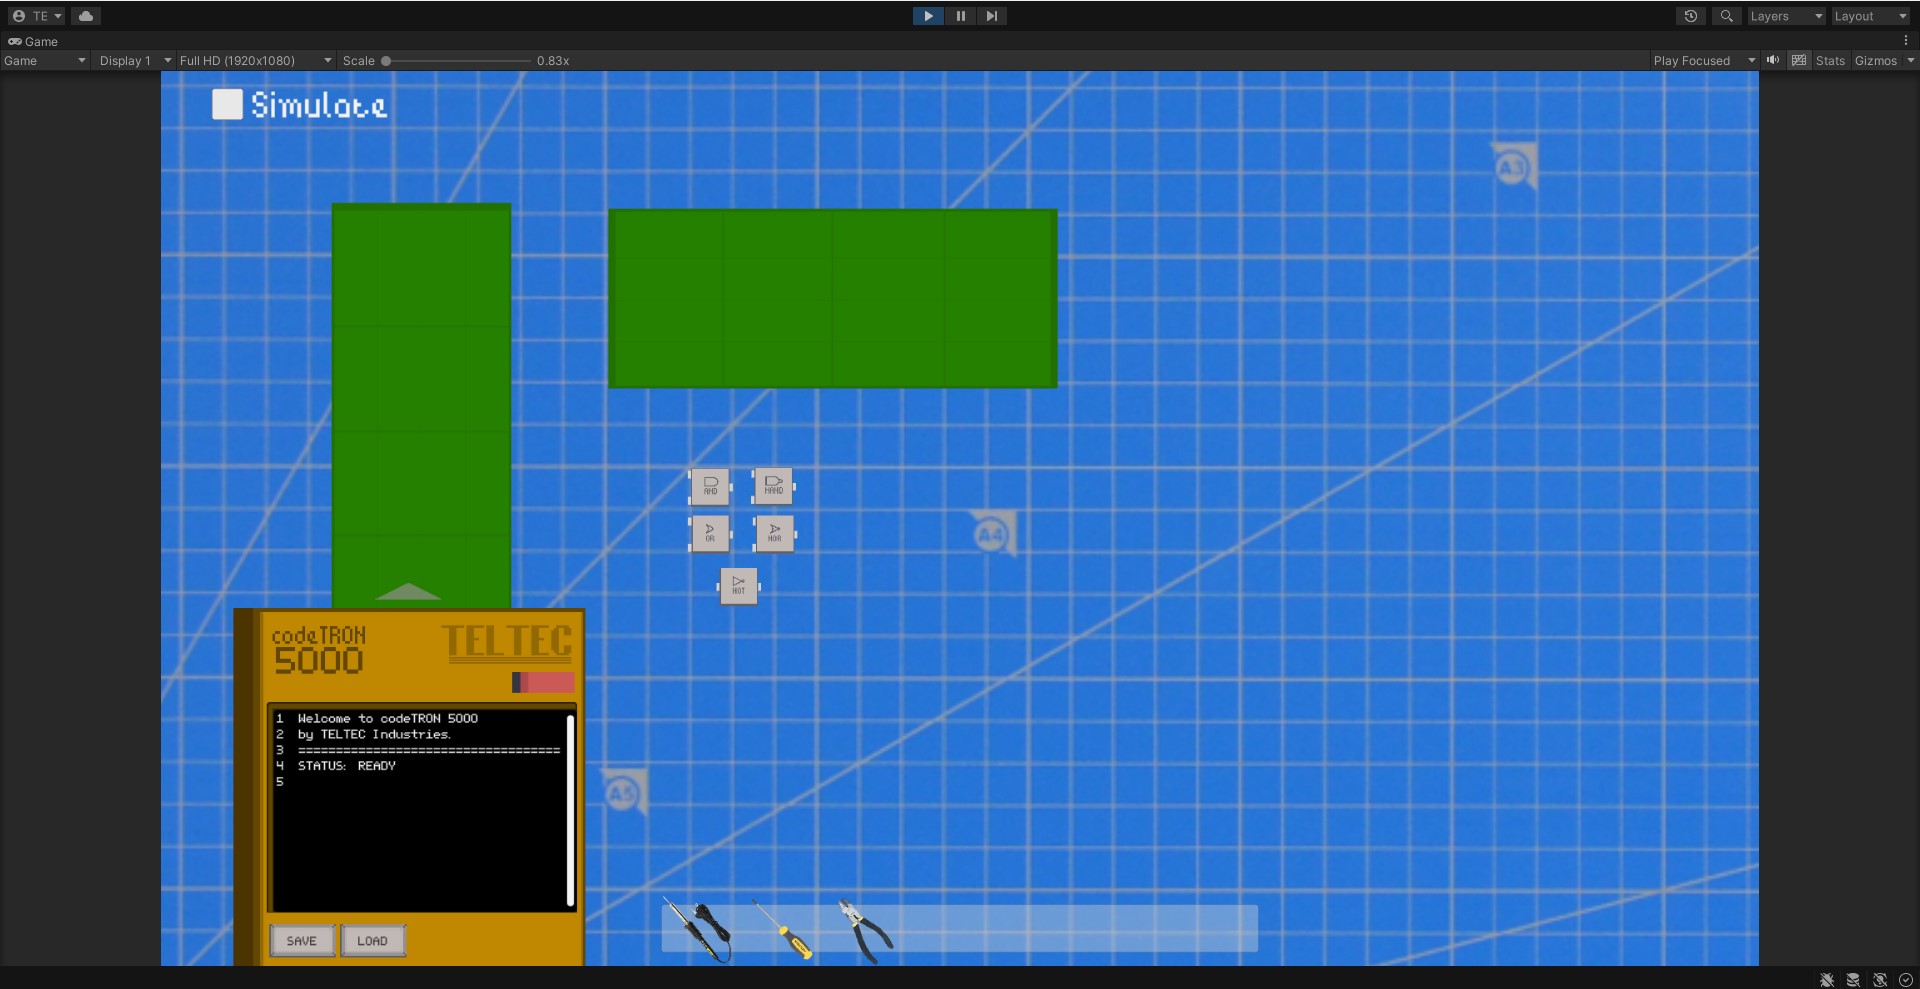 TE
Layers
Layout
Game
Game
Display 1
Full HD (1920x1080)
Scale
0.83x
Play Focused
Stats
Gizmos
Simulate
A3
AND
NAND
OR
NOR
NOT
A4
codeTRON
5000
TELTEC
1 Welcome to codeTRON 5000
2 by TELTEC Industries.
3 ===================================
4 STATUS: READY
5
A5
SAVE
LOAD